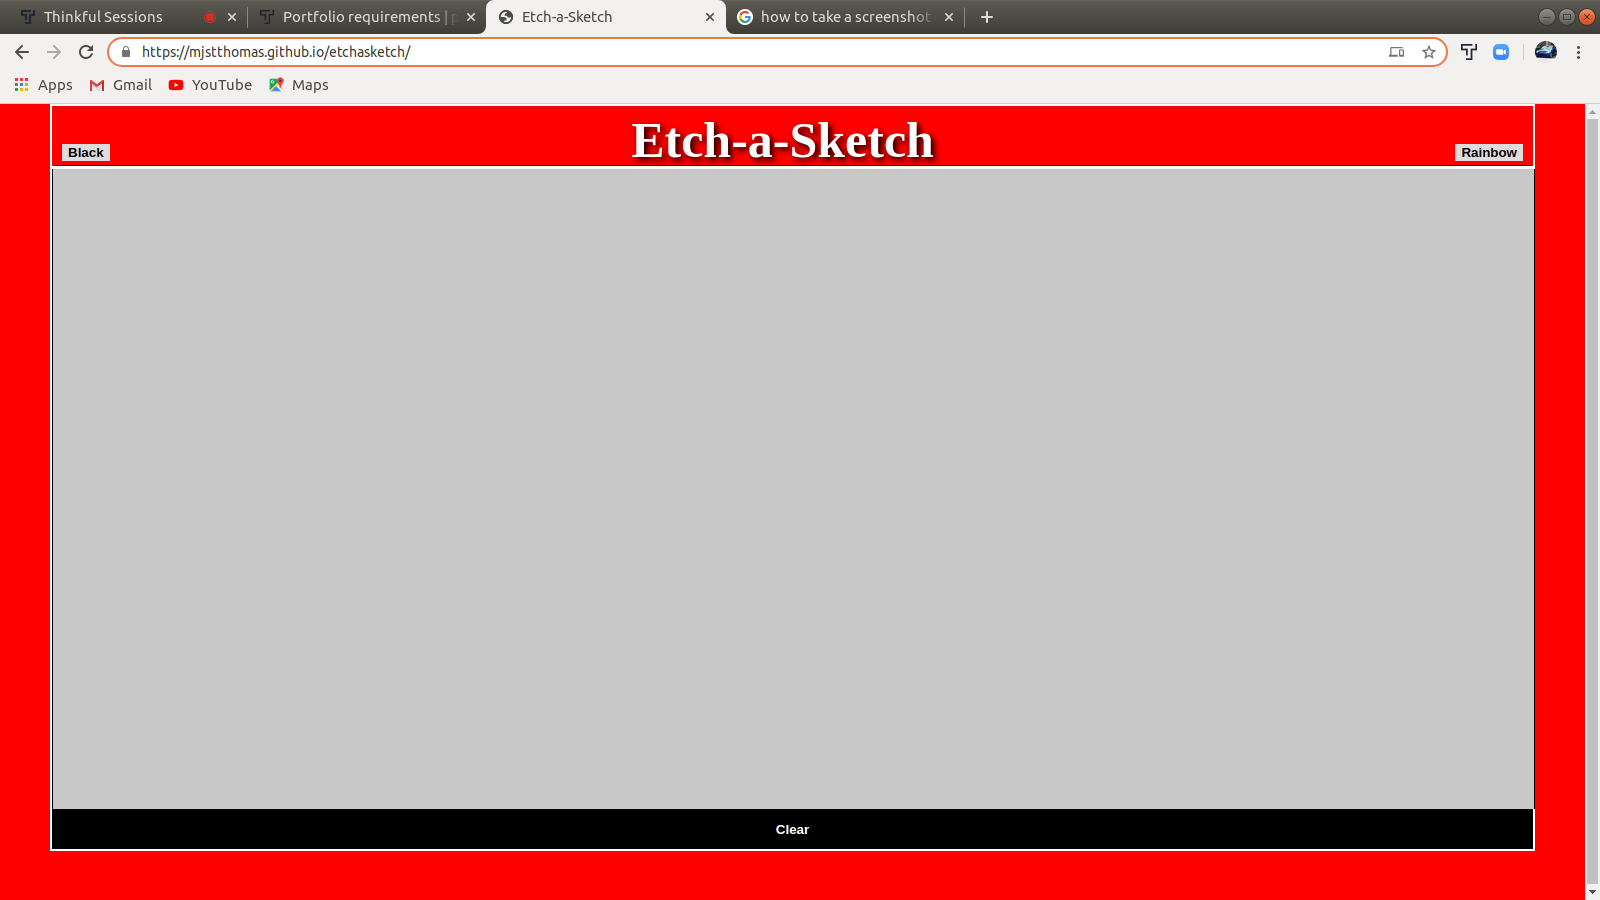 Thinkful Sessions
Portfolio requirements |
Etch-a-Sketch
how to take a screenshot
https://mjstthomas.github.io/etchasketch/
Apps Gmail YouTube Maps
Etch-a-Sketch
Black
Rainbow
Clear